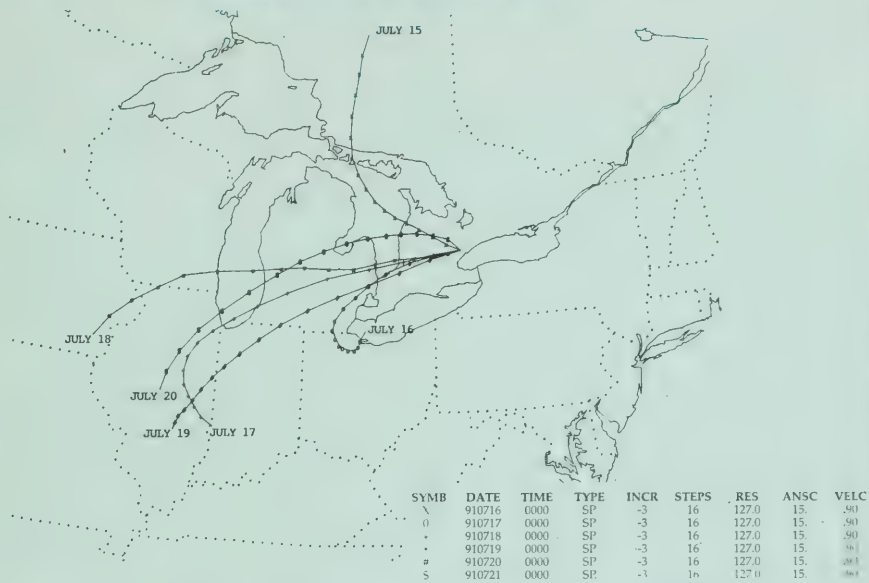 JULY 15
JULY 16
JULY 18
JULY 20
JULY 19
JULY 17
SYMB DATE TIME TYPE INCR STEPS RES ANSC VELC
\ 910716 0000 SP -3 16 127.0 15. .90
0 910717 0000 SP -3 16 127.0 15. .90
* 910718 0000 SP -3 16 127.0 15. .90
• 910719 0000 SP -3 16 127.0 15.
# 910720 0000 SP -3 16 127.0 15.
S 910721 0000 SP -3 16 127.0 15.